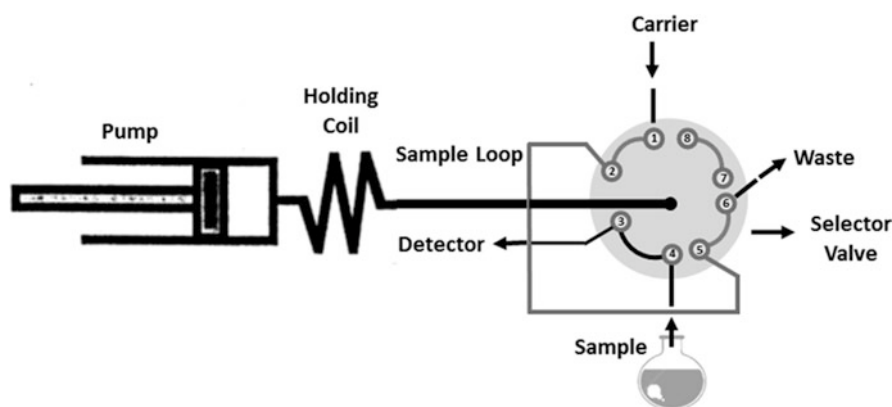 Carrier
Holding
Coil
Pump
Sample Loop
1
8
2
7
Waste
6
3
Detector
4
5
Selector
Valve
Sample